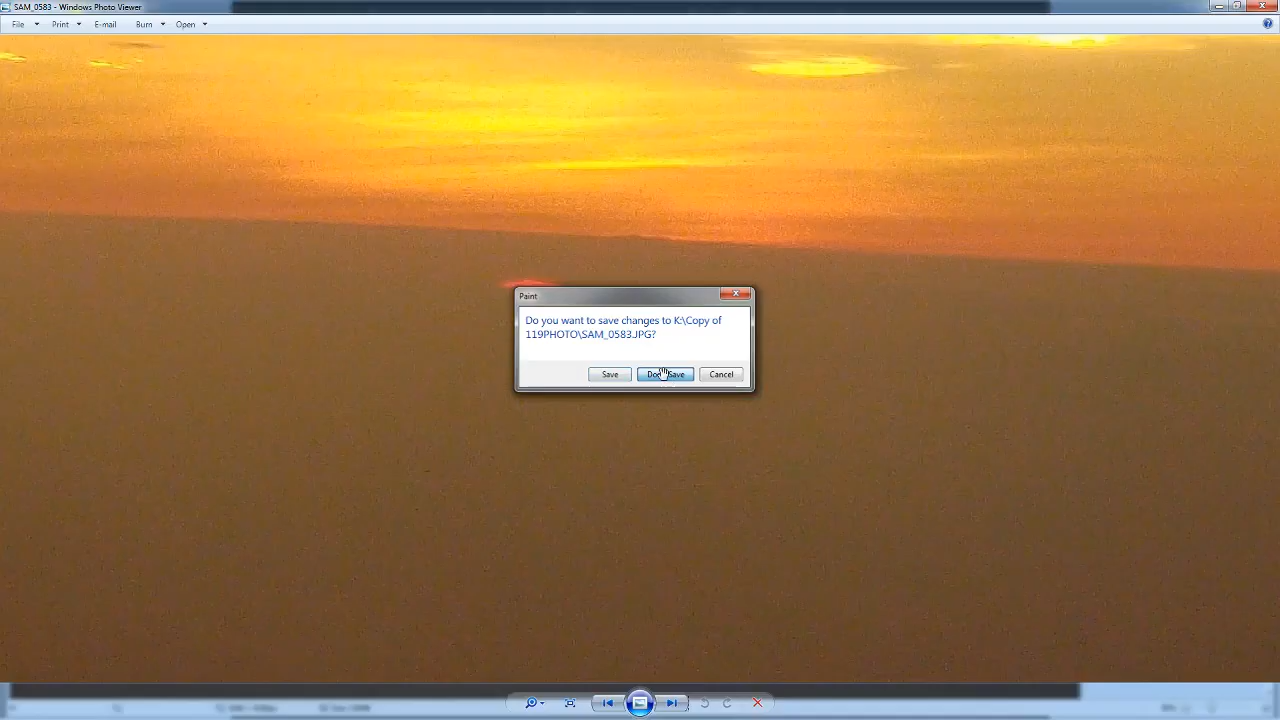 SAM_0583 - Windows Photo Viewer
File Print E-mail Burn Open
Paint
Do you want to save changes to K:\Copy of
119PHOTO\SAM_0583.JPG?
Save Save Cancel